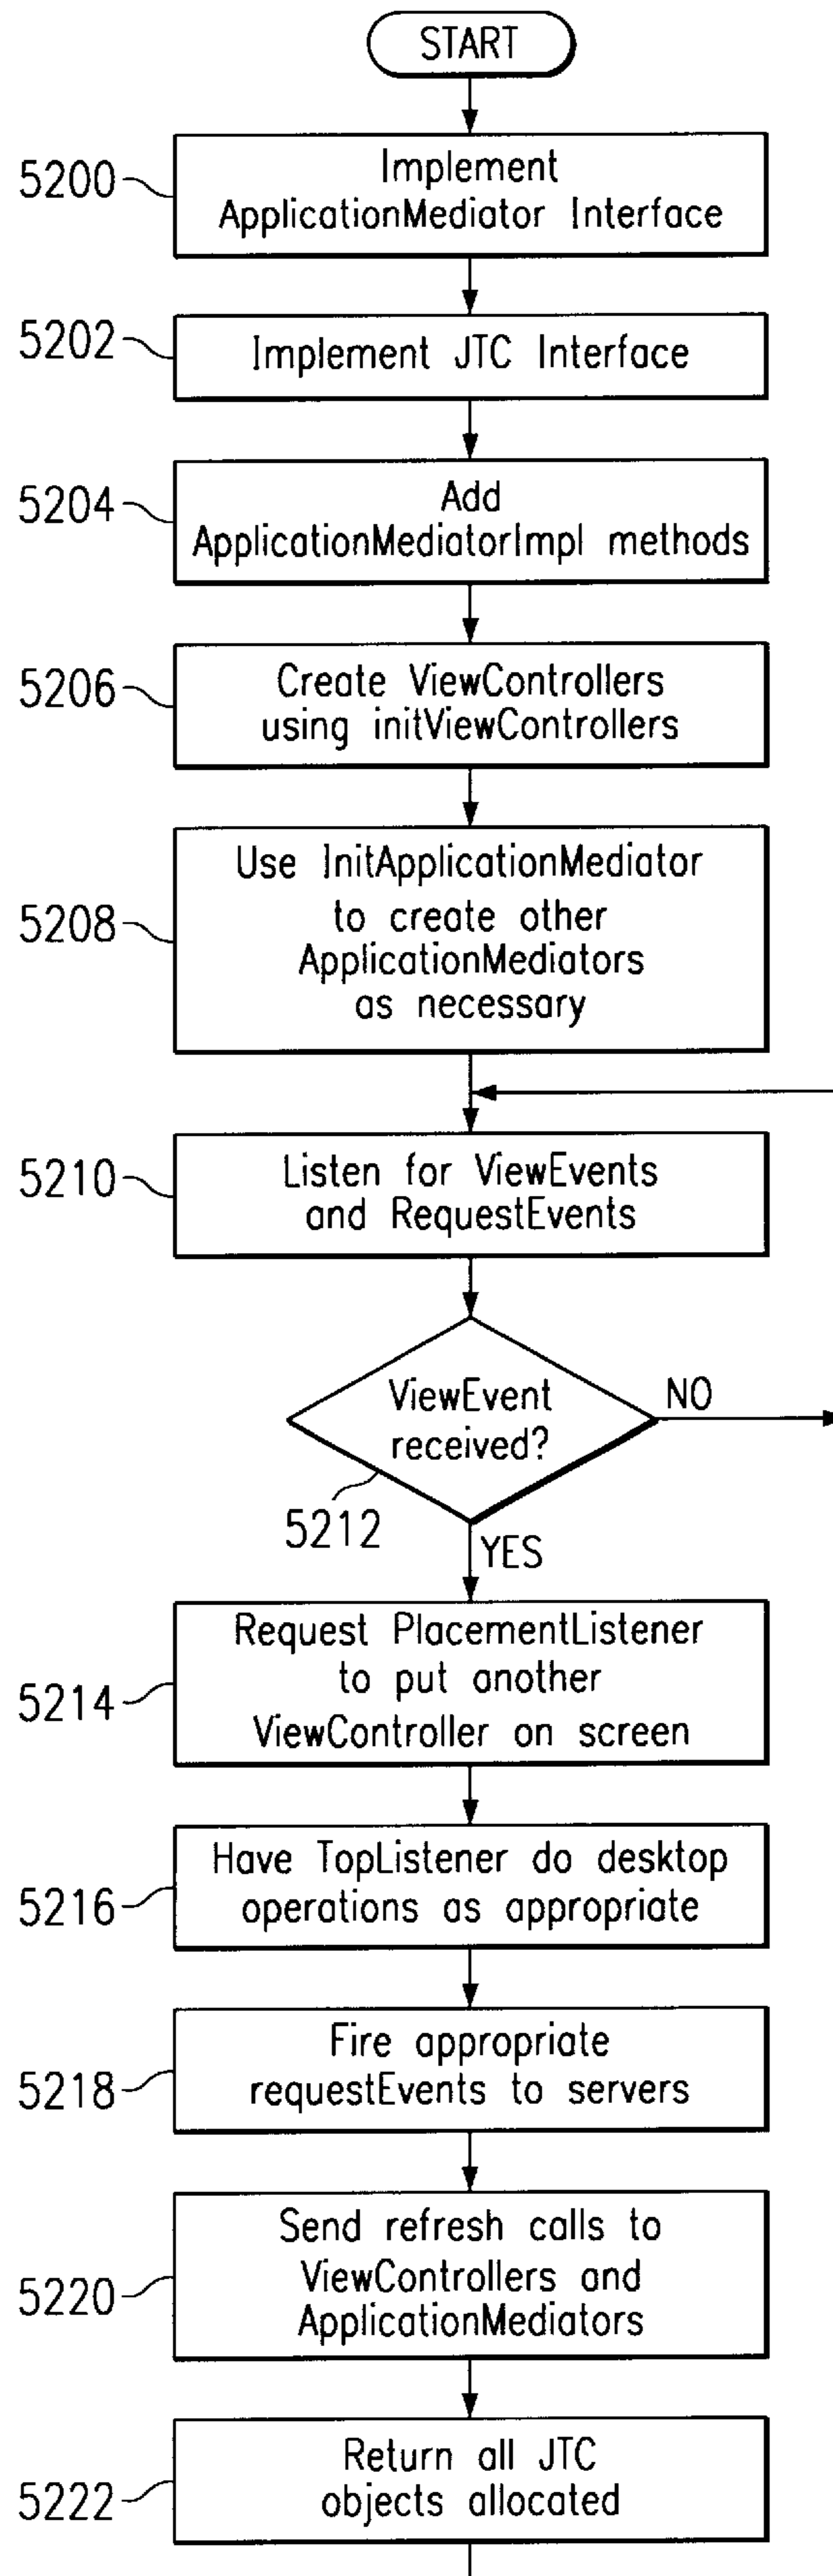 START
5200
Implement
ApplicationMediator Interface
5202
Implement JTC Interface
5204
Add
ApplicationMediatorImpl methods
5206
Create ViewControllers
using initViewControllers
5208
Use InitApplicationMediator
to create other
ApplicationMediators
as necessary
5210
Listen for ViewEvents
and RequestEvents
ViewEvent
received?
NO
5212
YES
5214
Request PlacementListener
to put another
ViewController on screen
5216
Have TopListener do desktop
operations as appropriate
5218
Fire appropriate
requestEvents to servers
5220
Send refresh calls to
ViewControllers and
ApplicationMediators
5222
Return all JTC
objects allocated